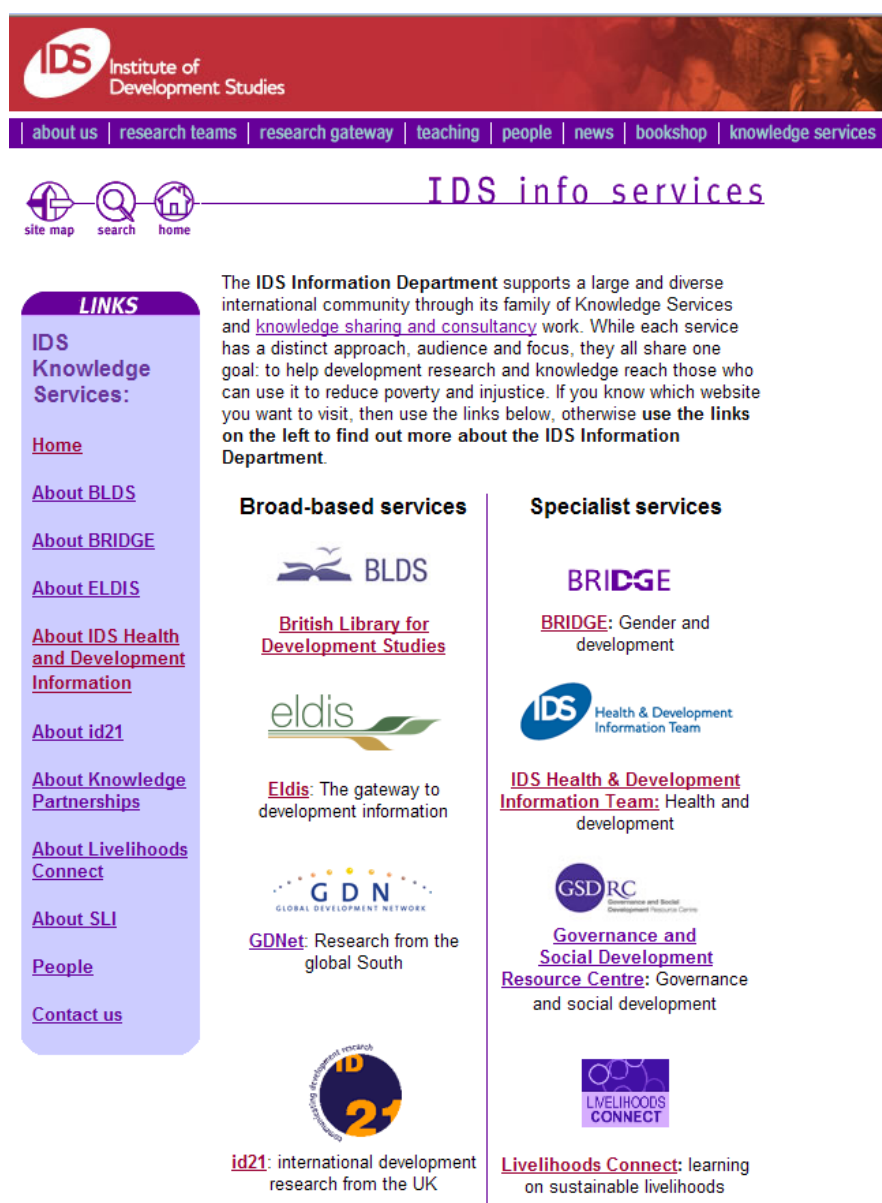 IDS Institute of
Development Studies
about us | research teams | research gateway | teaching | people | news | bookshop | knowledge services
site map search home
IDS info services
LINKS
IDS
Knowledge
Services:
Home
About BLDS
About BRIDGE
About ELDIS
About IDS Health
and Development
Information
About id21
About Knowledge
Partnerships
About Livelihoods
Connect
About SLI
People
Contact us
The IDS Information Department supports a large and diverse
international community through its family of Knowledge Services
and knowledge sharing and consultancy work. While each service
has a distinct approach, audience and focus, they all share one
goal: to help development research and knowledge reach those who
can use it to reduce poverty and injustice. If you know which website
you want to visit, then use the links below, otherwise use the links
on the left to find out more about the IDS Information
Department.
Broad-based services
BLDS
British Library for
Development Studies
eldis
Eldis: The gateway to
development information
GDN
GLOBAL DEVELOPMENT NETWORK
GDNet: Research from the
global South
communicating development research
ID
21
id21: international development
research from the UK
Specialist services
BRIDGE
BRIDGE: Gender and
development
IDS Health & Development
Information Team
IDS Health & Development
Information Team: Health and
development
GSDRC
Governance and Social
Development Resource Centre
Governance and
Social Development
Resource Centre: Governance
and social development
LIVELIHOODS
CONNECT
Livelihoods Connect: learning
on sustainable livelihoods